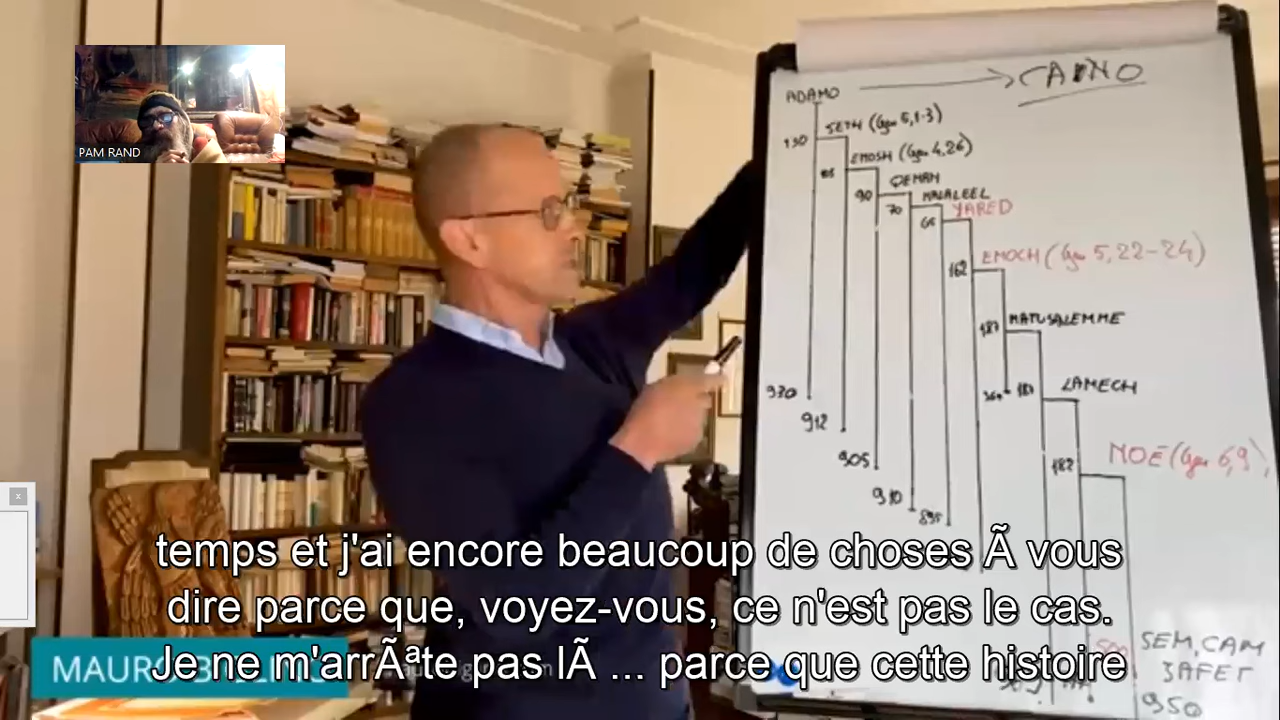 PAM RAND
ADAMO
CAINO
130
SETH (Gen 5,1-3)
ENOSH (Gen 4,26)
90
QENAN
70
MALALEEL
65
YARED
162
ENOCH (Gen 5,22-24)
187
MATUSALEMME
930
912
LAMECH
905
182
NOÈ (Gen 6,9),
910
895
temps et j'ai encore beaucoup de choses Ã vous
dire parce que, voyez-vous, ce n'est pas le cas.
Je ne m'arrÃªte pas lÃ ... parce que cette histoire
MAURO B
500
SEM, CAM
JAFET
950